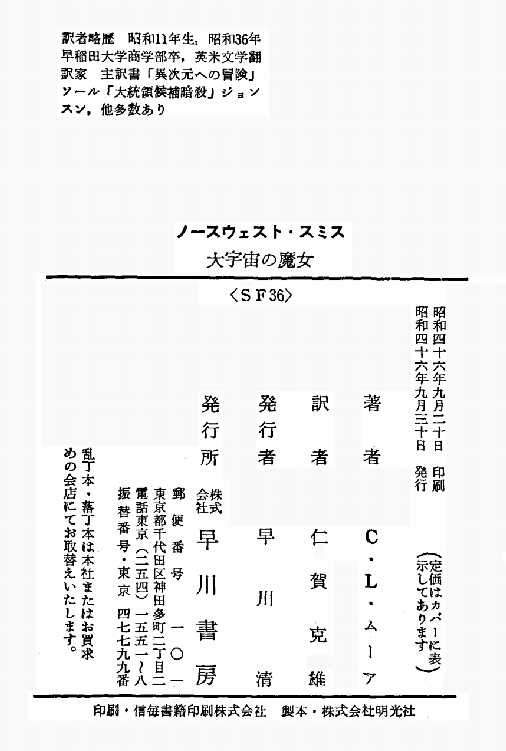 訳者略歴　昭和11年生，昭和36年
早稲田大学商学部卒，英米文学翻
訳家　主訳書「異次元への冒険」
ソール「大統領候補暗殺」ジョン
スン，他多数あり
ノースウェスト・スミス
大宇宙の魔女
〈ＳＦ36〉
昭和四十六年九月二十日　印刷
昭和四十六年九月三十日　発行
（定価はカバーに表
示してあります）
著者　Ｃ・Ｌ・ムーア
訳者　仁賀克雄
発行者　早川清
発行所　株式会社　早川書房
郵便番号　一〇一
東京都千代田区神田多町二丁目二
電話東京（二五四）一五五一〜八
振替番号・東京　四七七九九番
乱丁本・落丁本は本社またはお買求
めの会店にてお取替えいたします。
印刷・信毎書籍印刷株式会社　製本・株式会社明光社